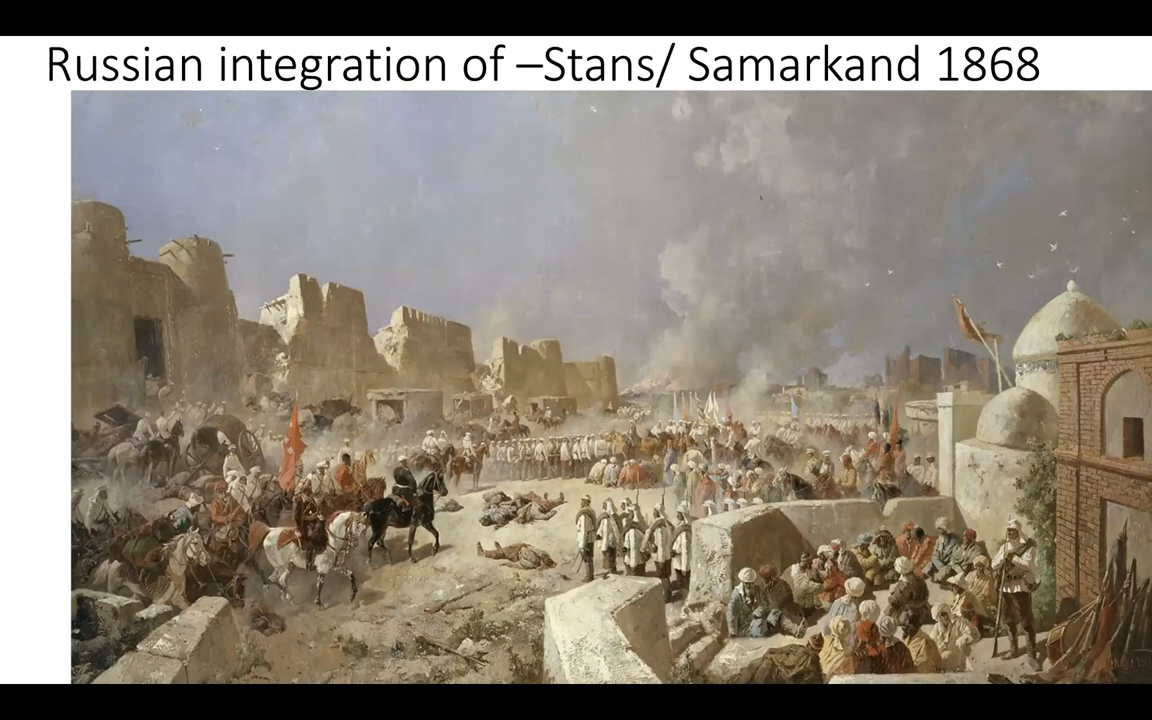 Russian integration of –Stans/ Samarkand 1868